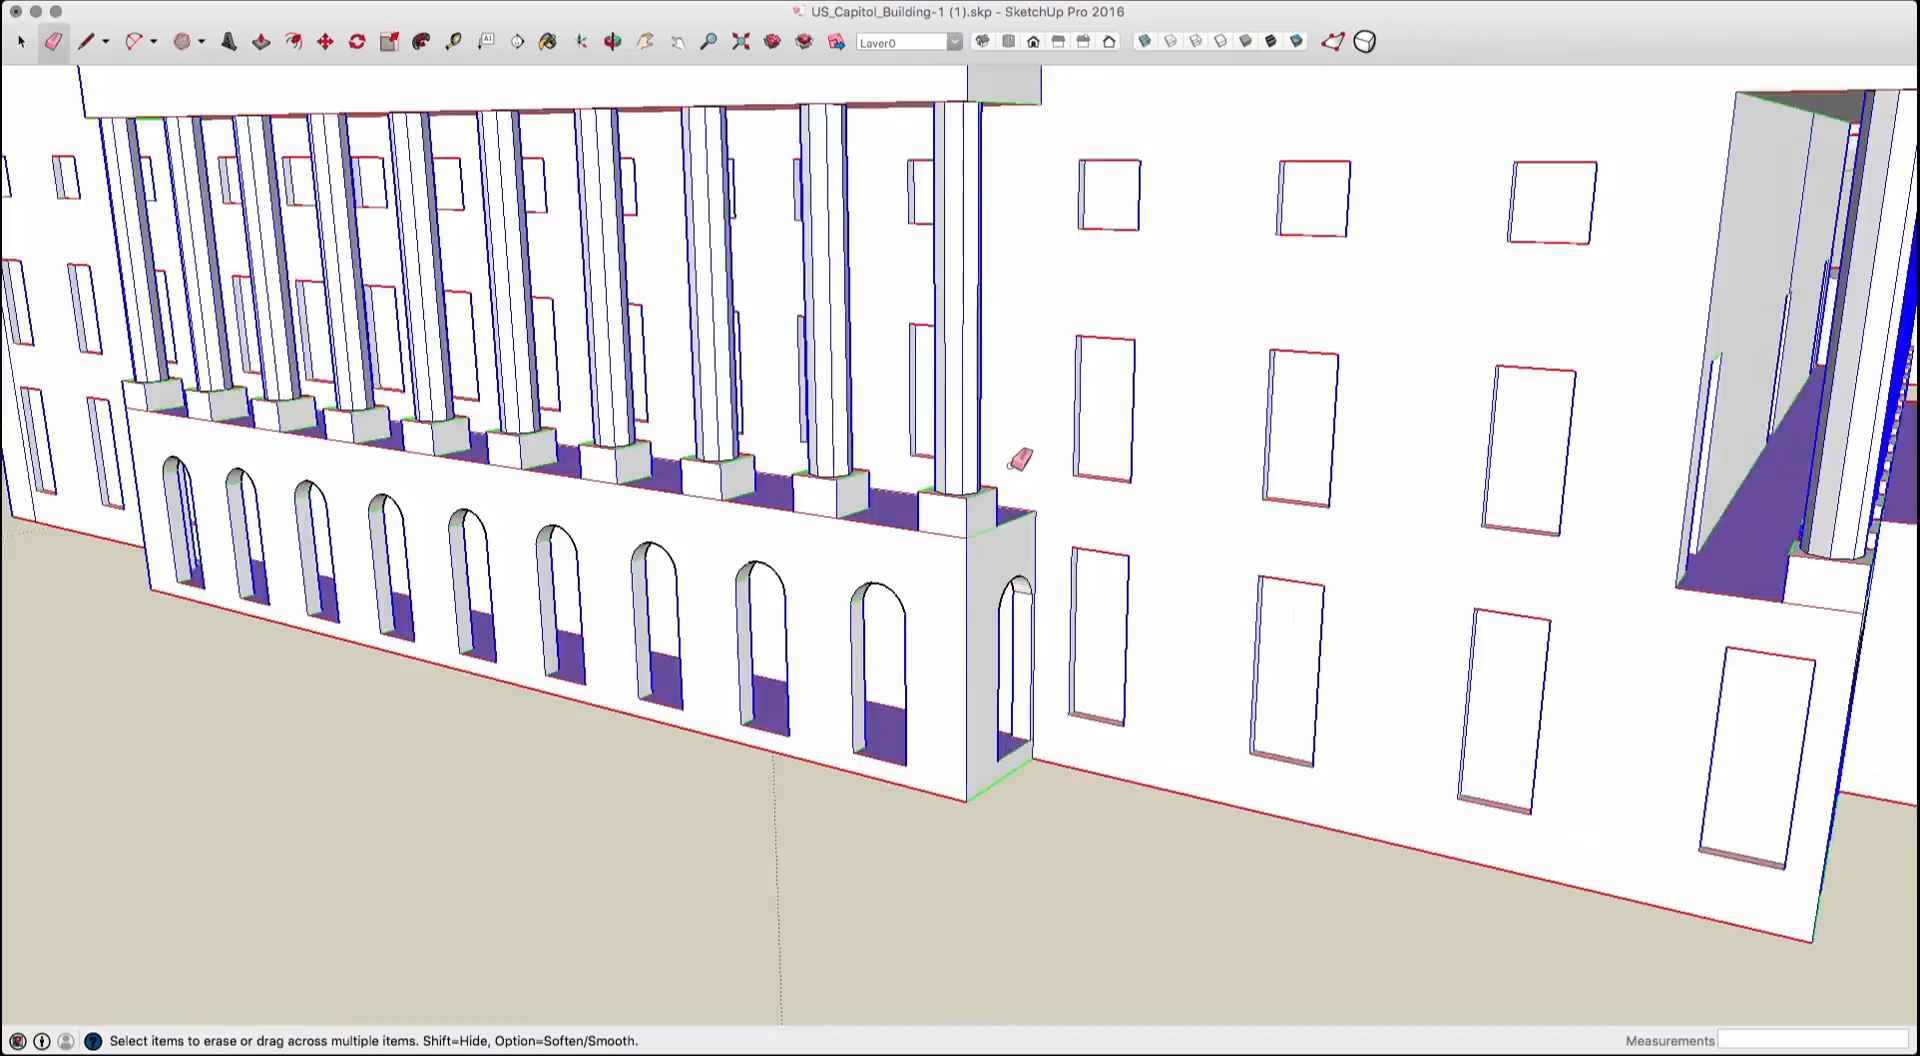 US_Capitol_Building-1 (1).skp - SketchUp Pro 2016
Layer0
Select items to erase or drag across multiple items. Shift=Hide, Option=Soften/Smooth.
Measurements